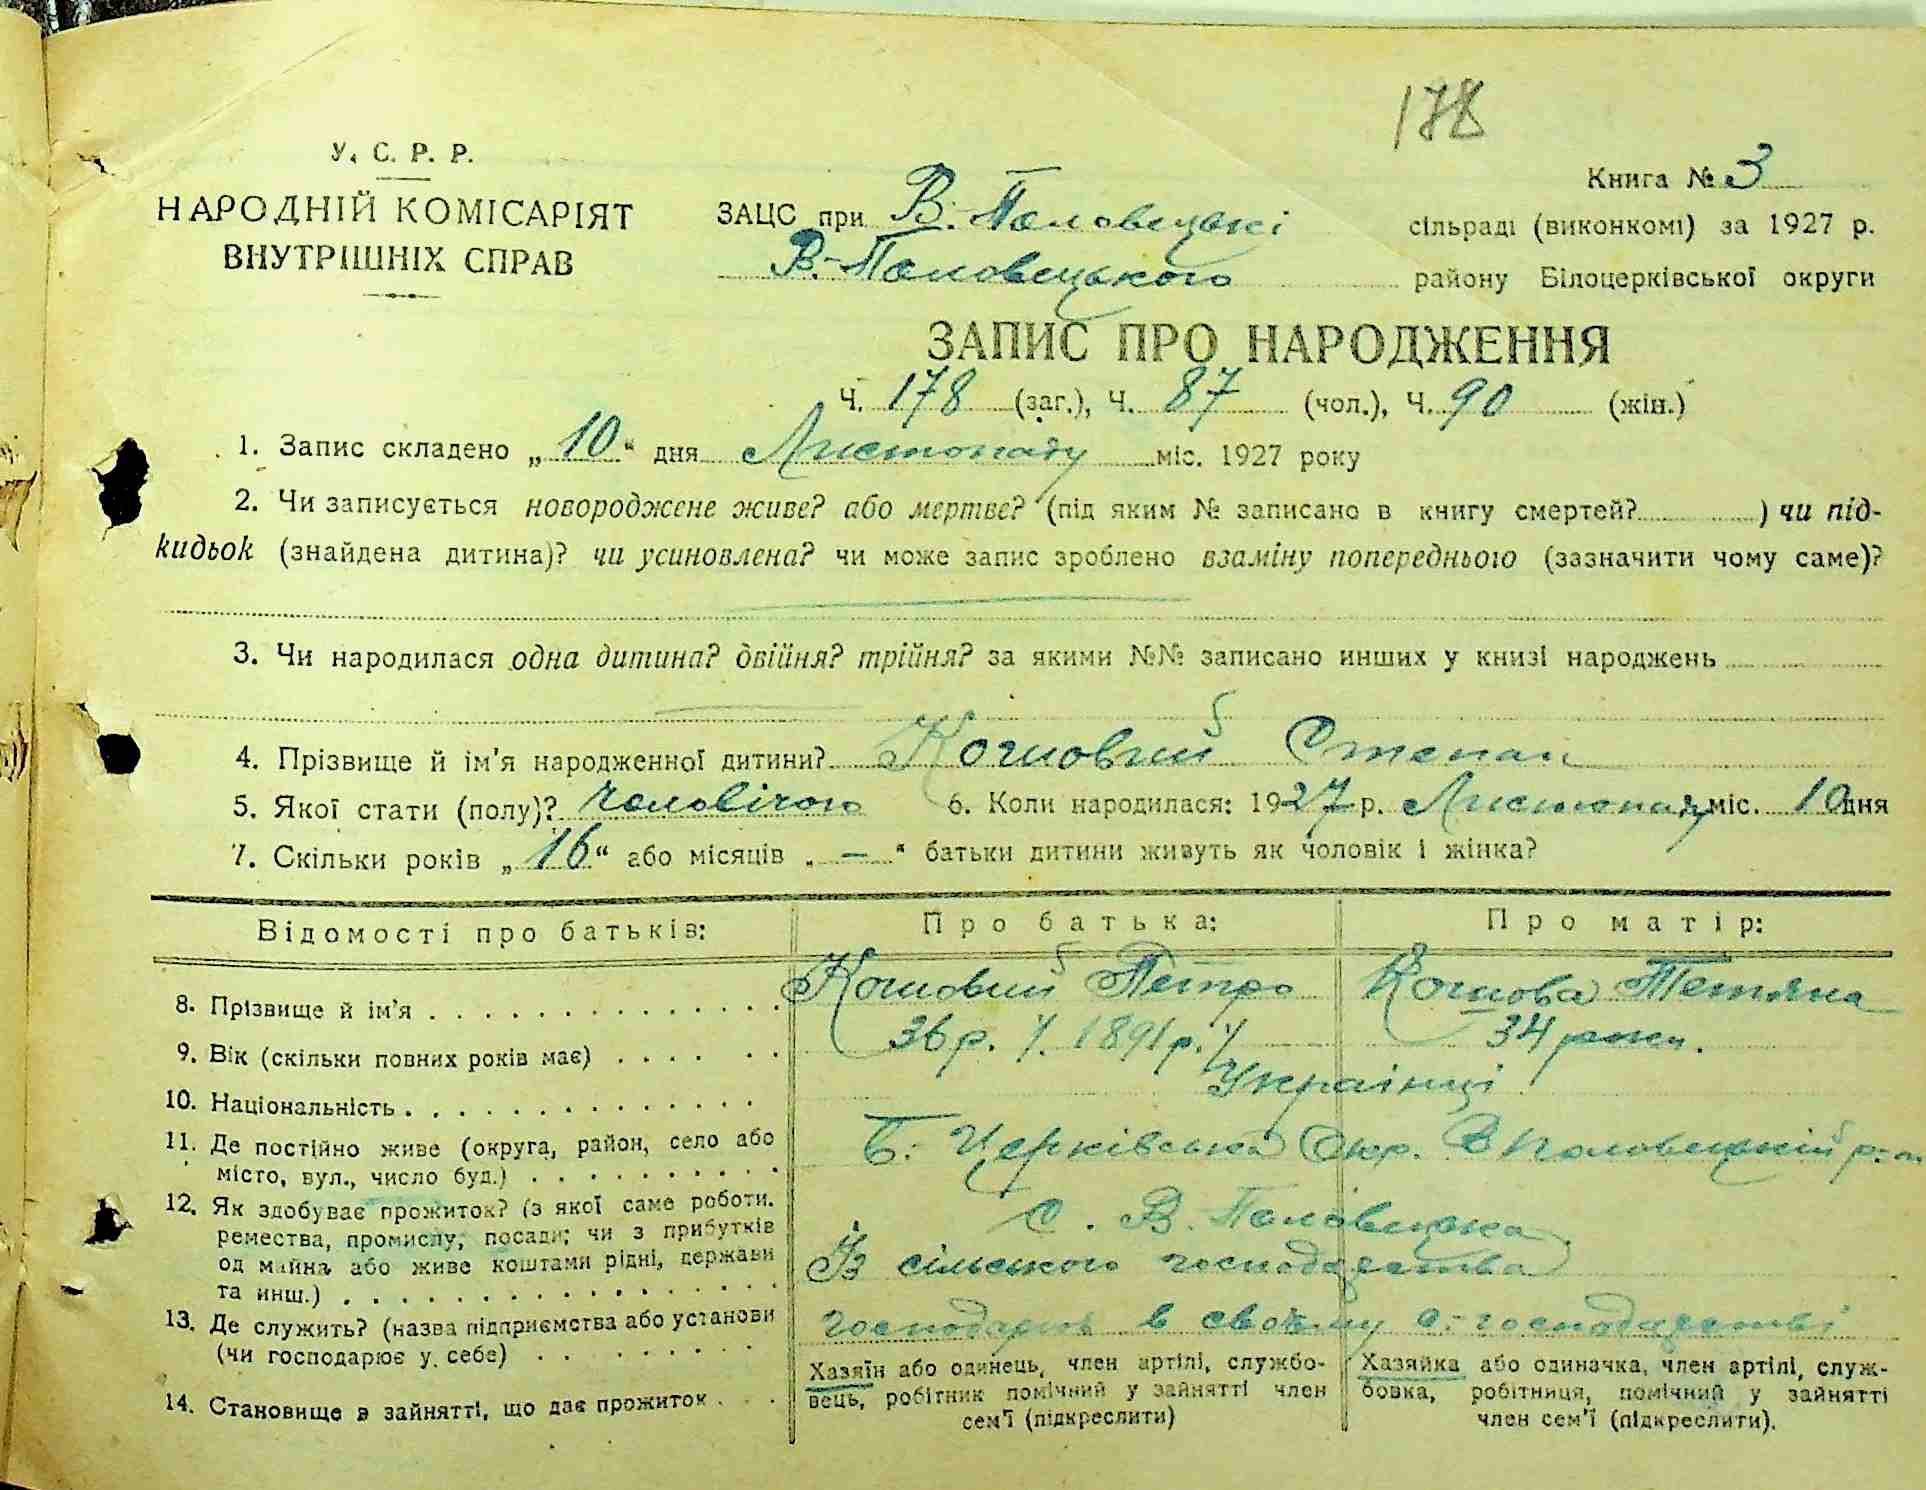 178
У. С. Р. Р.
НАРОДНІЙ КОМІСАРІЯТ
ВНУТРІШНІХ СПРАВ
Книга № 3
ЗАЦС при В.-Половецькі сільраді (виконкомі) за 1927 р.
В.-Половецького району Білоцерківської округи
ЗАПИС ПРО НАРОДЖЕННЯ
Ч. 178 (заг.), Ч. 87 (чол.), Ч. 90 (жін.)
1. Запис складено „10“ дня Листопаду міс. 1927 року
2. Чи записується новороджене живе? або мертве? (під яким № записано в книгу смертей? ) чи під-
кидьок (знайдена дитина)? чи усиновлена? чи може запис зроблено взаміну попередньою (зазначити чому саме)?
3. Чи народилася одна дитина? двійня? трійня? за якими №№ записано инших у книзі народжень
4. Прізвище й ім'я народженної дитини? Кошовий Степан
5. Якої стати (полу)? чоловічою 6. Коли народилася: 1927 р. Листопаду міс. 10 дня
7. Скільки років „16“ або місяців „—“ батьки дитини живуть як чоловік і жінка?
Відомості про батьків: Про батька: Про матір:
8. Прізвище й ім'я Кошовий Петро Кошова Тетяна
9. Вік (скільки повних років має) 36 р. /. 1891 р. / 34 роки.
10. Національність Українці
11. Де постійно живе (округа, район, село або Б. Церківська Окр. В Половецький р-н
місто, вул., число буд.) С. В. Половецька
12. Як здобуває прожиток? (з якої саме роботи.
ремества, промислу, посади; чи з прибутків
од майна або живе коштами рідні, держави Із сільського господарства
та инш.)
13. Де служить? (назва підприємства або установи господарює в своєму с.-господарстві
(чи господарює у себе)
14. Становище в зайнятті, що дає прожиток
Хазяїн або одинець, член артілі, службо-
вець, робітник помічний у зайнятті член
сем'ї (підкреслити)
Хазяйка або одиначка, член артілі, служ-
бовка, робітниця, помічний у зайнятті
член сем'ї (підкреслити).